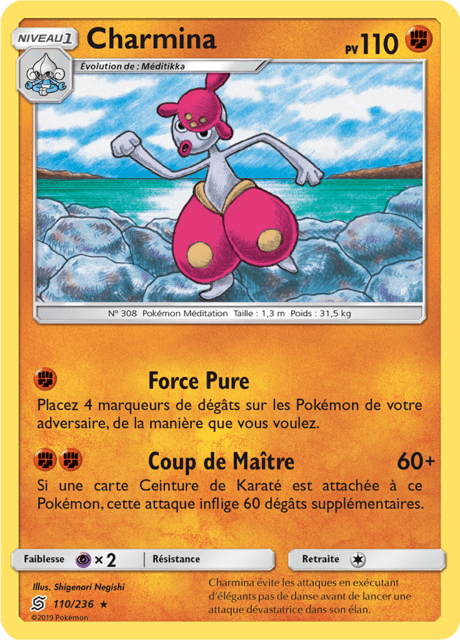 NIVEAU 1
Charmina
PV 110
Évolution de : Méditikka
N° 308 Pokémon Méditation Taille : 1,3 m Poids : 31,5 kg
Force Pure
Placez 4 marqueurs de dégâts sur les Pokémon de votre
adversaire, de la manière que vous voulez.
Coup de Maître 60+
Si une carte Ceinture de Karaté est attachée à ce
Pokémon, cette attaque inflige 60 dégâts supplémentaires.
Faiblesse × 2 Résistance Retraite
Illus. Shigenori Negishi
110/236 ★
©2019 Pokémon
Charmina évite les attaques en exécutant
d'élégants pas de danse avant de lancer une
attaque dévastatrice dans son élan.